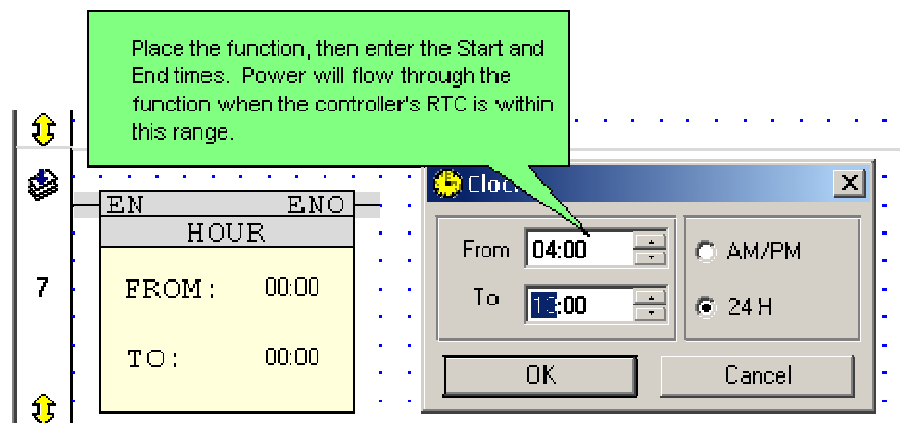 Place the function, then enter the Start and
End times. Power will flow through the
function when the controller's RTC is within
this range.
EN ENO
HOUR
FROM: 00:00
TO: 00:00
7
From 04:00
To :00
AM/PM
24 H
OK Cancel